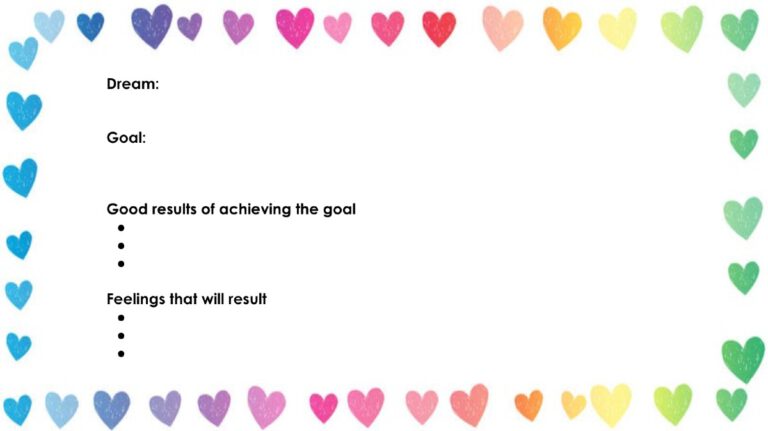 Dream:
Goal:
Good results of achieving the goal
•
•
•
Feelings that will result
•
•
•